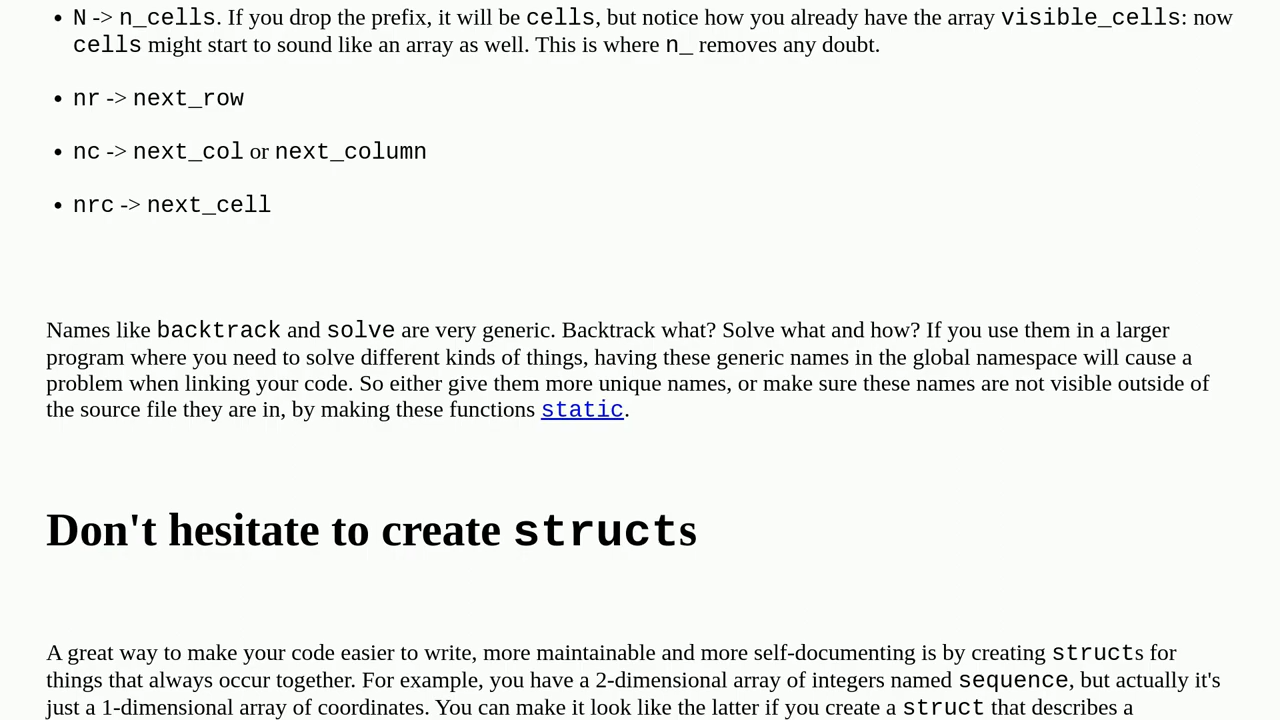 • N -> n_cells. If you drop the prefix, it will be cells, but notice how you already have the array visible_cells: now
cells might start to sound like an array as well. This is where n_ removes any doubt.
• nr -> next_row
• nc -> next_col or next_column
• nrc -> next_cell
Names like backtrack and solve are very generic. Backtrack what? Solve what and how? If you use them in a larger
program where you need to solve different kinds of things, having these generic names in the global namespace will cause a
problem when linking your code. So either give them more unique names, or make sure these names are not visible outside of
the source file they are in, by making these functions static.
Don't hesitate to create structs
A great way to make your code easier to write, more maintainable and more self-documenting is by creating structs for
things that always occur together. For example, you have a 2-dimensional array of integers named sequence, but actually it's
just a 1-dimensional array of coordinates. You can make it look like the latter if you create a struct that describes a